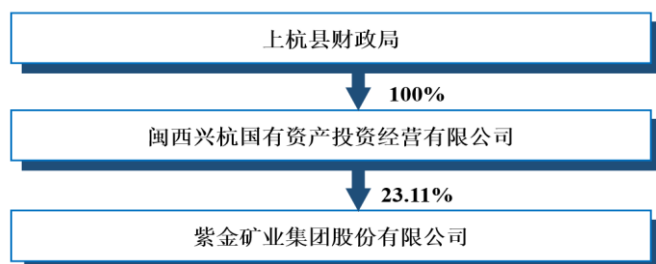 上杭县财政局
100%
闽西兴杭国有资产投资经营有限公司
23.11%
紫金矿业集团股份有限公司